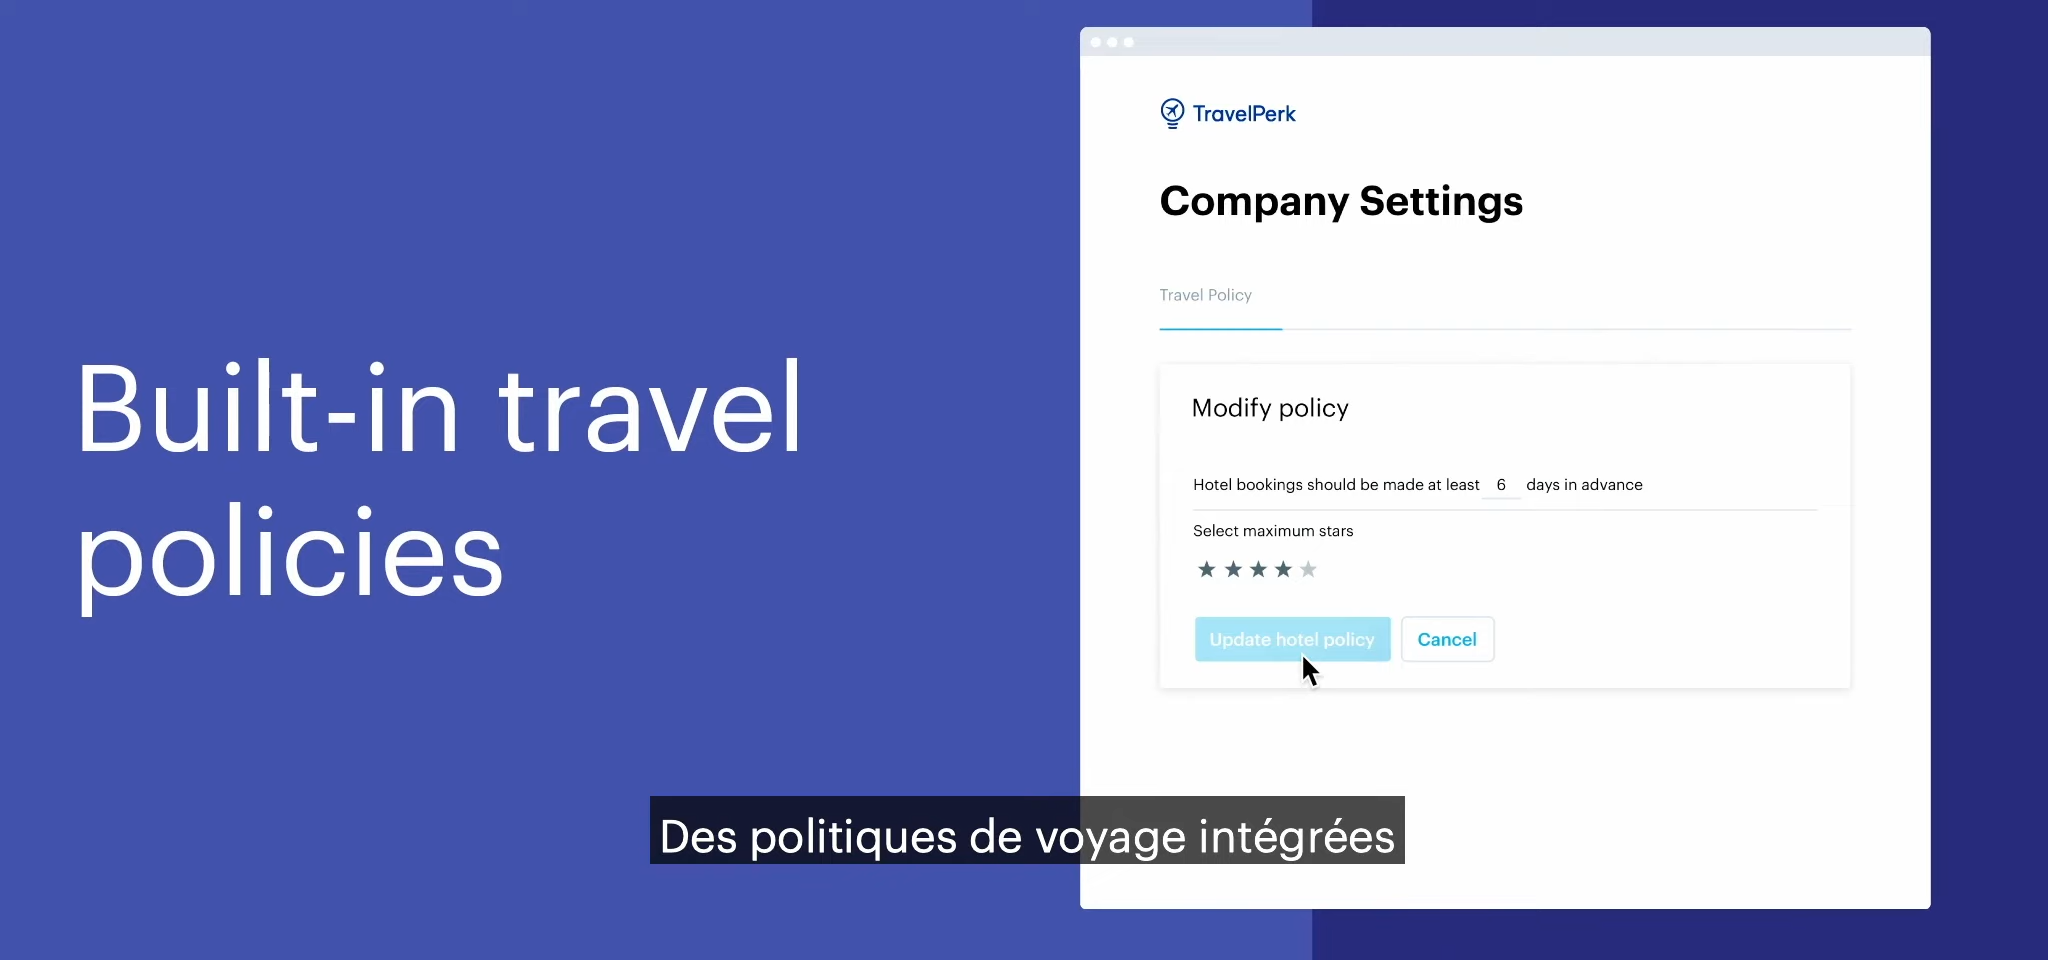 Built-in travel
policies
TravelPerk
Company Settings
Travel Policy
Modify policy
Hotel bookings should be made at least 6 days in advance
Select maximum stars
Update hotel policy Cancel
Des politiques de voyage intégrées